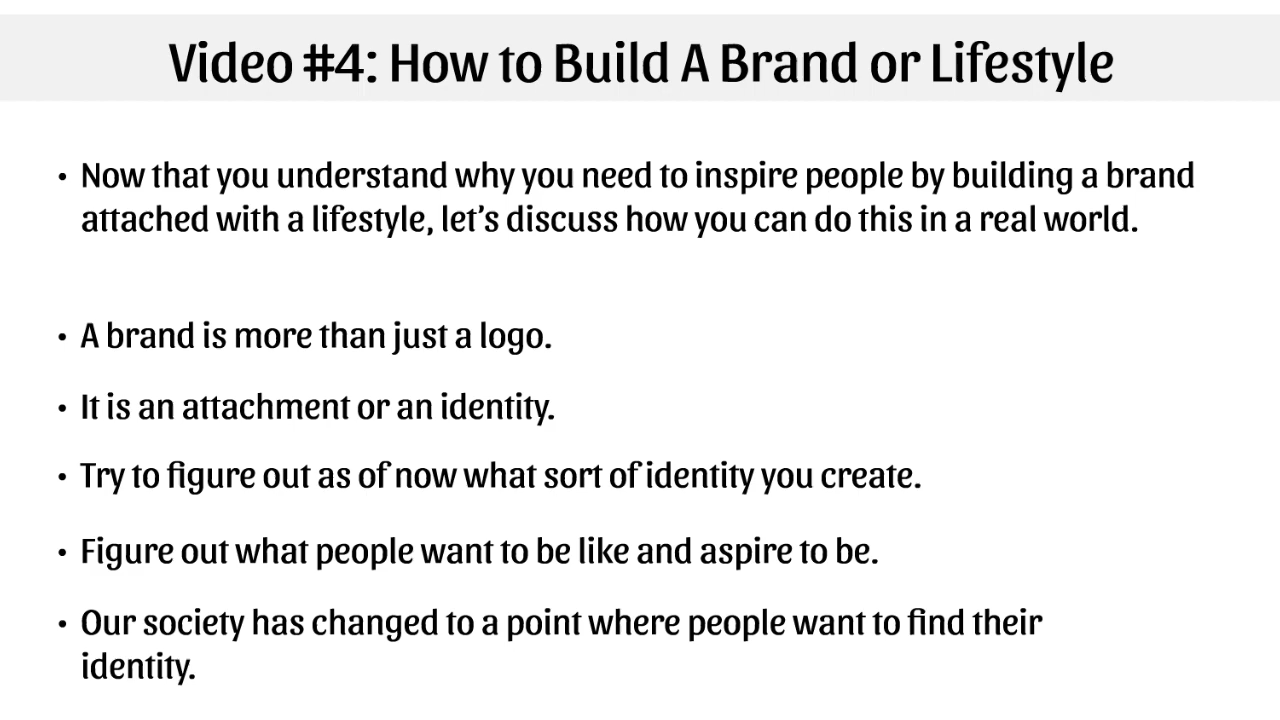 Video #4: How to Build A Brand or Lifestyle
• Now that you understand why you need to inspire people by building a brand
attached with a lifestyle, let’s discuss how you can do this in a real world.
• A brand is more than just a logo.
• It is an attachment or an identity.
• Try to figure out as of now what sort of identity you create.
• Figure out what people want to be like and aspire to be.
• Our society has changed to a point where people want to find their
identity.